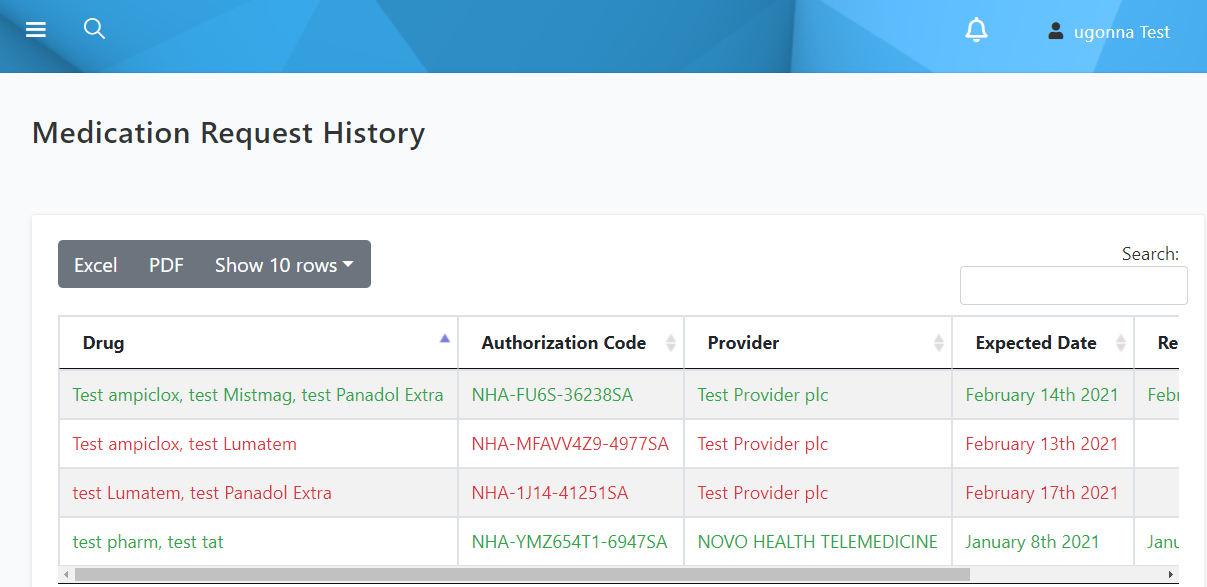 ugonna Test
Medication Request History
Excel PDF Show 10 rows
Search:
Drug Authorization Code Provider Expected Date Re
Test ampiclox, test Mistmag, test Panadol Extra NHA-FU6S-36238SA Test Provider plc February 14th 2021 Febr
Test ampiclox, test Lumatem NHA-MFAVV4Z9-4977SA Test Provider plc February 13th 2021
test Lumatem, test Panadol Extra NHA-1J14-41251SA Test Provider plc February 17th 2021
test pharm, test tat NHA-YMZ654T1-6947SA NOVO HEALTH TELEMEDICINE January 8th 2021 Janu